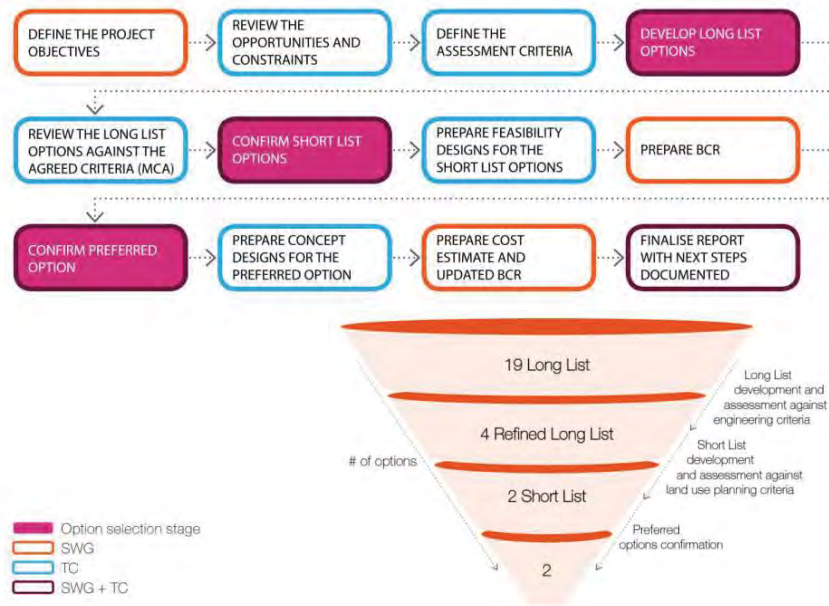 DEFINE THE PROJECT
OBJECTIVES
REVIEW THE
OPPORTUNITIES AND
CONSTRAINTS
DEFINE THE
ASSESSMENT CRITERIA
DEVELOP LONG LIST
OPTIONS
REVIEW THE LONG LIST
OPTIONS AGAINST THE
AGREED CRITERIA (MCA)
CONFIRM SHORT LIST
OPTIONS
PREPARE FEASIBILITY
DESIGNS FOR THE
SHORT LIST OPTIONS
PREPARE BCR
CONFIRM PREFERRED
OPTION
PREPARE CONCEPT
DESIGNS FOR THE
PREFERRED OPTION
PREPARE COST
ESTIMATE AND
UPDATED BCR
FINALISE REPORT
WITH NEXT STEPS
DOCUMENTED
19 Long List
Long List
development and
assessment against
engineering criteria
4 Refined Long List
# of options
Short List
development
and assessment against
land use planning criteria
2 Short List
Preferred
options confirmation
2
Option selection stage
SWG
TC
SWG + TC